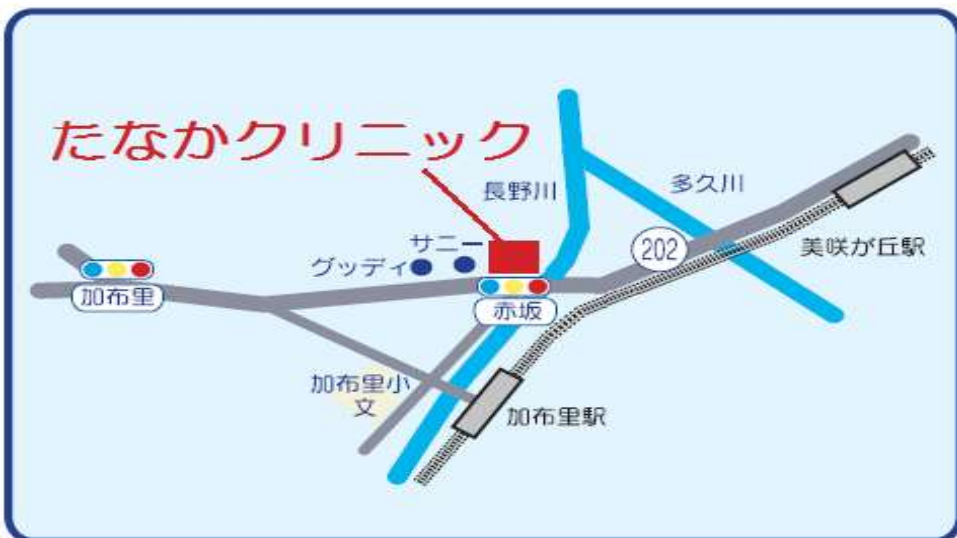 たなかクリニック
長野川
多久川
サニー
グッディ
202
美咲が丘駅
加布里
赤坂
加布里小
文
加布里駅